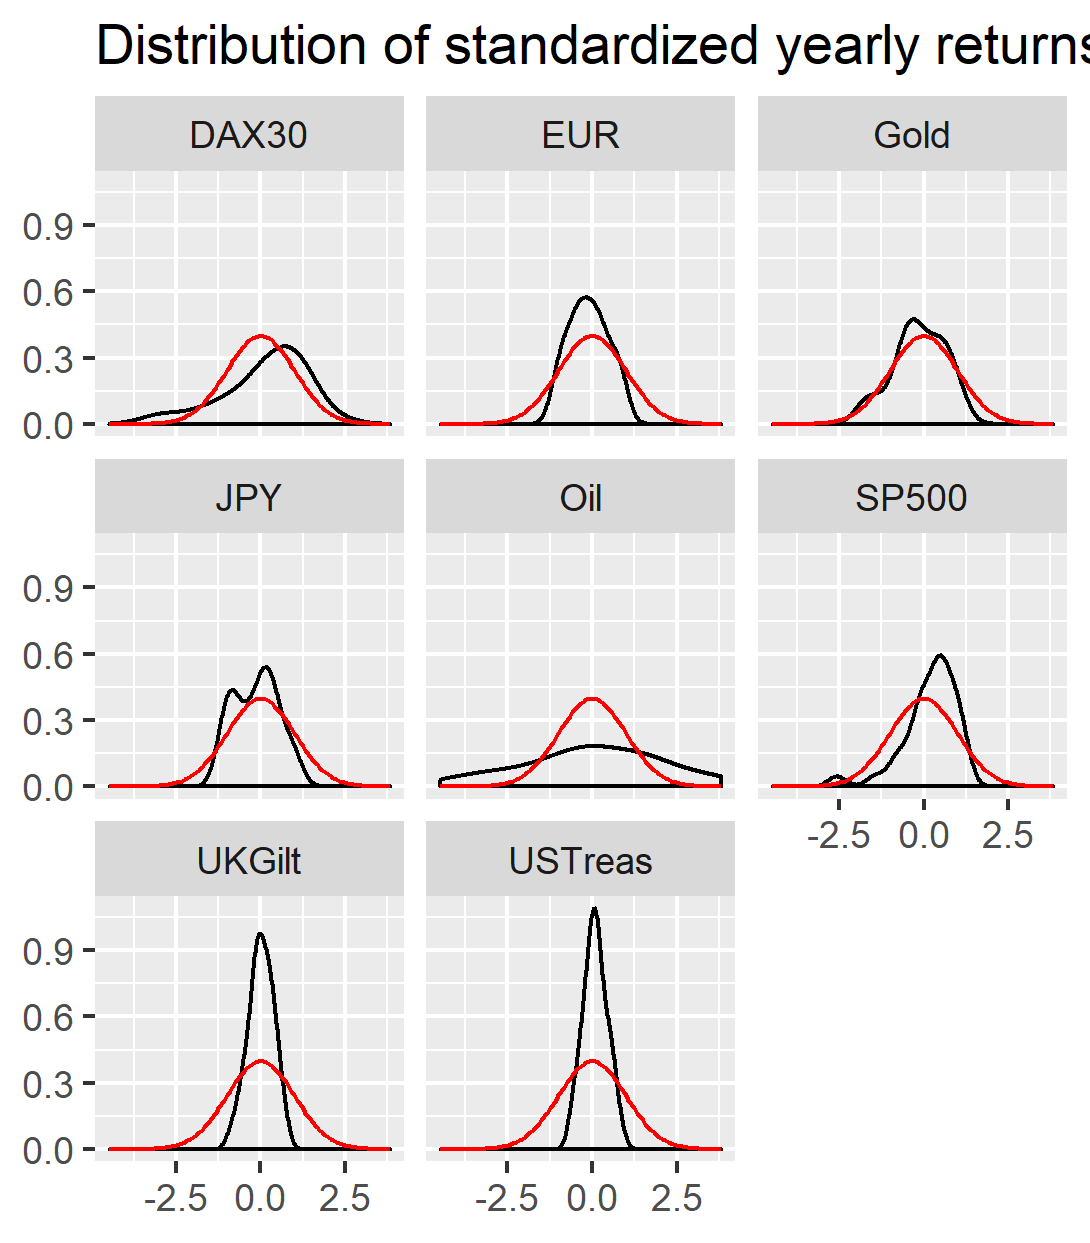 Distribution of standardized yearly returns
DAX30 EUR Gold
0.9
0.6
0.3
0.0
JPY Oil SP500
0.9
0.6
0.3
0.0
-2.5 0.0 2.5
UKGilt USTreas
0.9
0.6
0.3
0.0
-2.5 0.0 2.5 -2.5 0.0 2.5